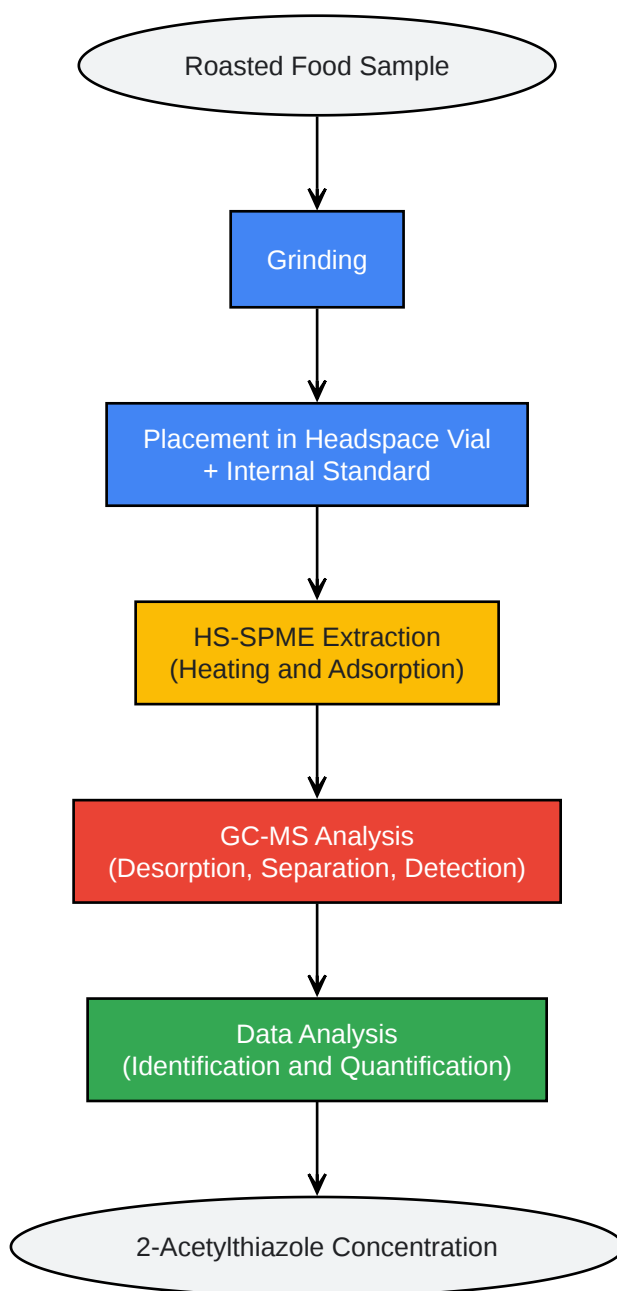 Roasted Food Sample
Grinding
Placement in Headspace Vial
+ Internal Standard
HS-SPME Extraction
(Heating and Adsorption)
GC-MS Analysis
(Desorption, Separation, Detection)
Data Analysis
(Identification and Quantification)
2-Acetylthiazole Concentration